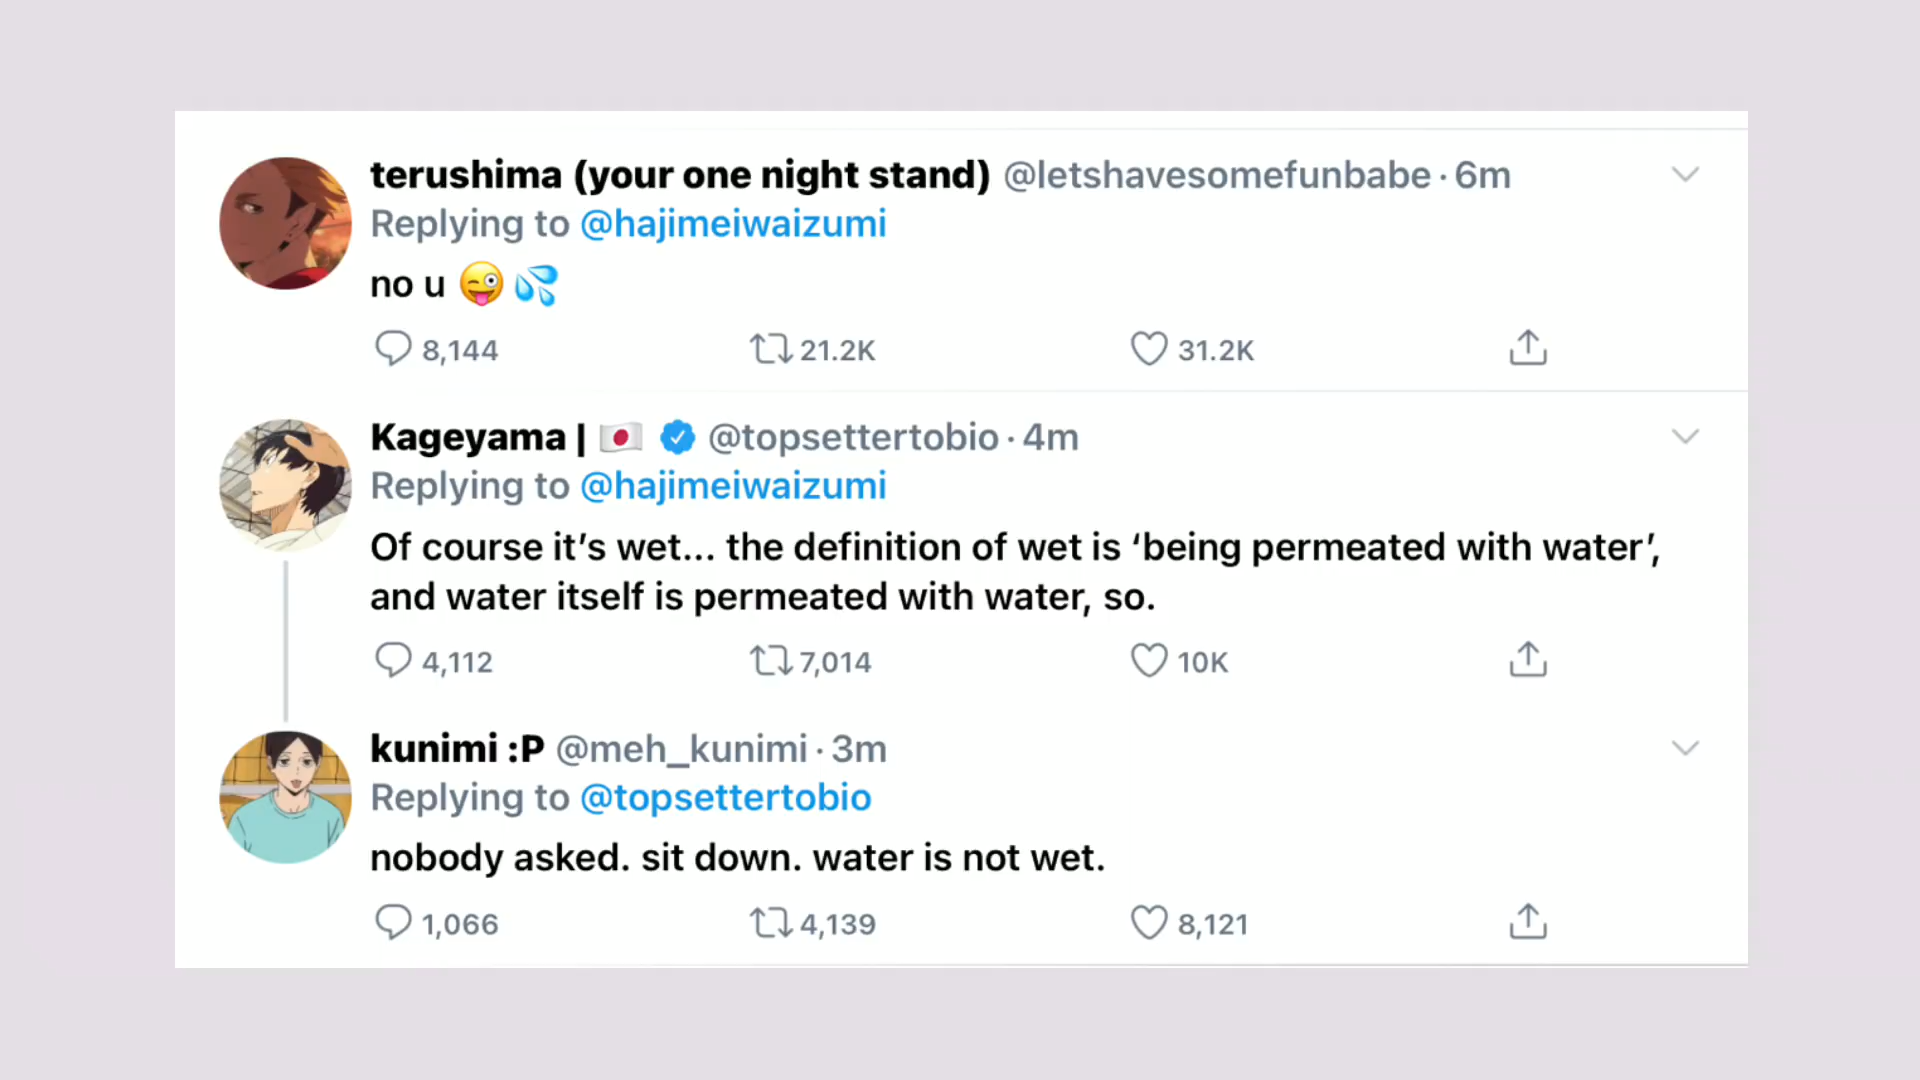 terushima (your one night stand) @letshavesomefunbabe · 6m
Replying to @hajimeiwaizumi
no u 😜💦
8,144 21.2K 31.2K
Kageyama | 🇯🇵 @topsettertobio · 4m
Replying to @hajimeiwaizumi
Of course it’s wet... the definition of wet is ‘being permeated with water’,
and water itself is permeated with water, so.
4,112 7,014 10K
kunimi :P @meh_kunimi · 3m
Replying to @topsettertobio
nobody asked. sit down. water is not wet.
1,066 4,139 8,121